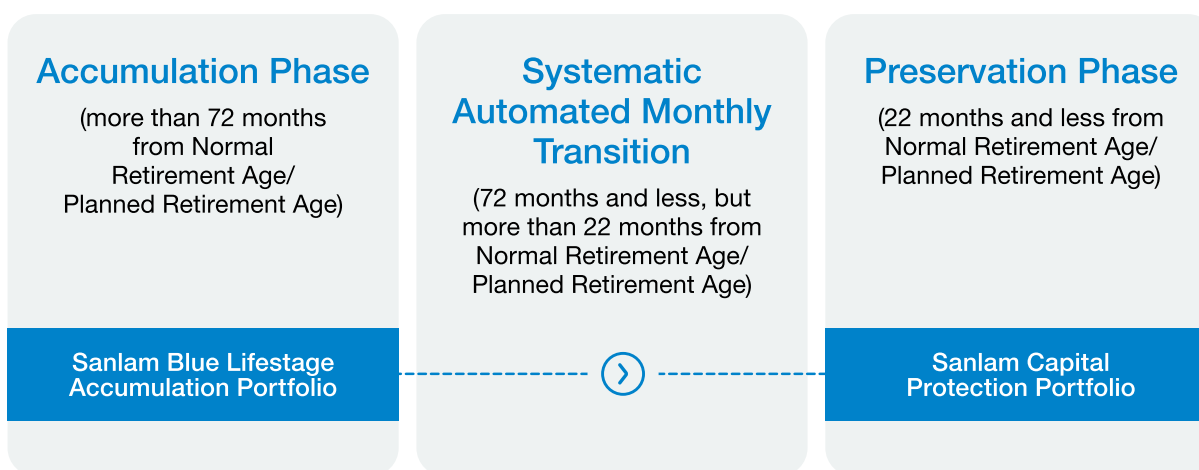 Accumulation Phase
(more than 72 months
from Normal
Retirement Age/
Planned Retirement Age)
Sanlam Blue Lifestage
Accumulation Portfolio
Systematic
Automated Monthly
Transition
(72 months and less, but
more than 22 months from
Normal Retirement Age/
Planned Retirement Age)
Preservation Phase
(22 months and less from
Normal Retirement Age/
Planned Retirement Age)
Sanlam Capital
Protection Portfolio